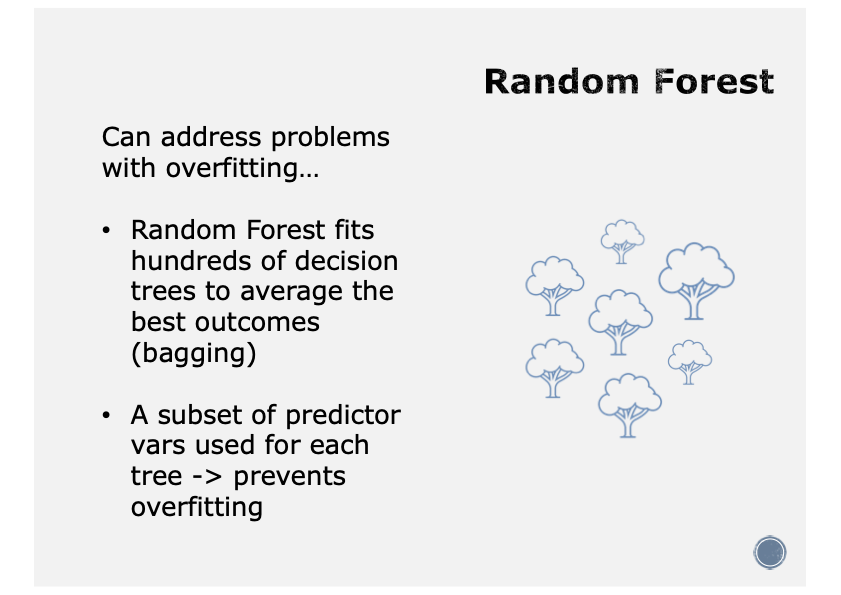 Random Forest
Can address problems
with overfitting…
• Random Forest fits
hundreds of decision
trees to average the
best outcomes
(bagging)
• A subset of predictor
vars used for each
tree -> prevents
overfitting